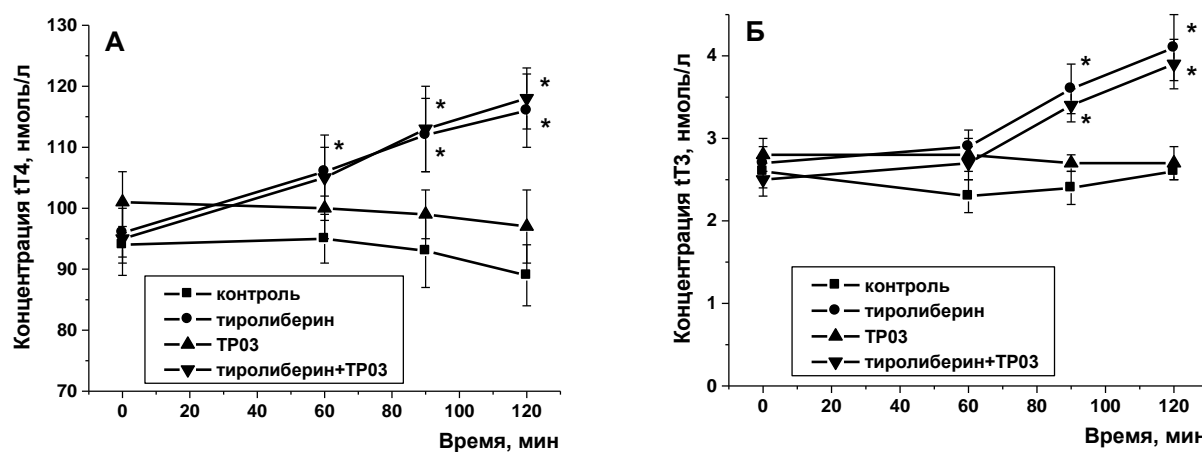 А
Концентрация tT4, нмоль/л
130
120
110
100
90
80
70
* * * * *
контроль
тиролиберин
TP03
тиролиберин+TP03
0 20 40 60 80 100 120
Время, мин
Б
Концентрация tT3, нмоль/л
4
3
2
1
0
* * * *
контроль
тиролиберин
TP03
тиролиберин+TP03
0 20 40 60 80 100 120
Время, мин